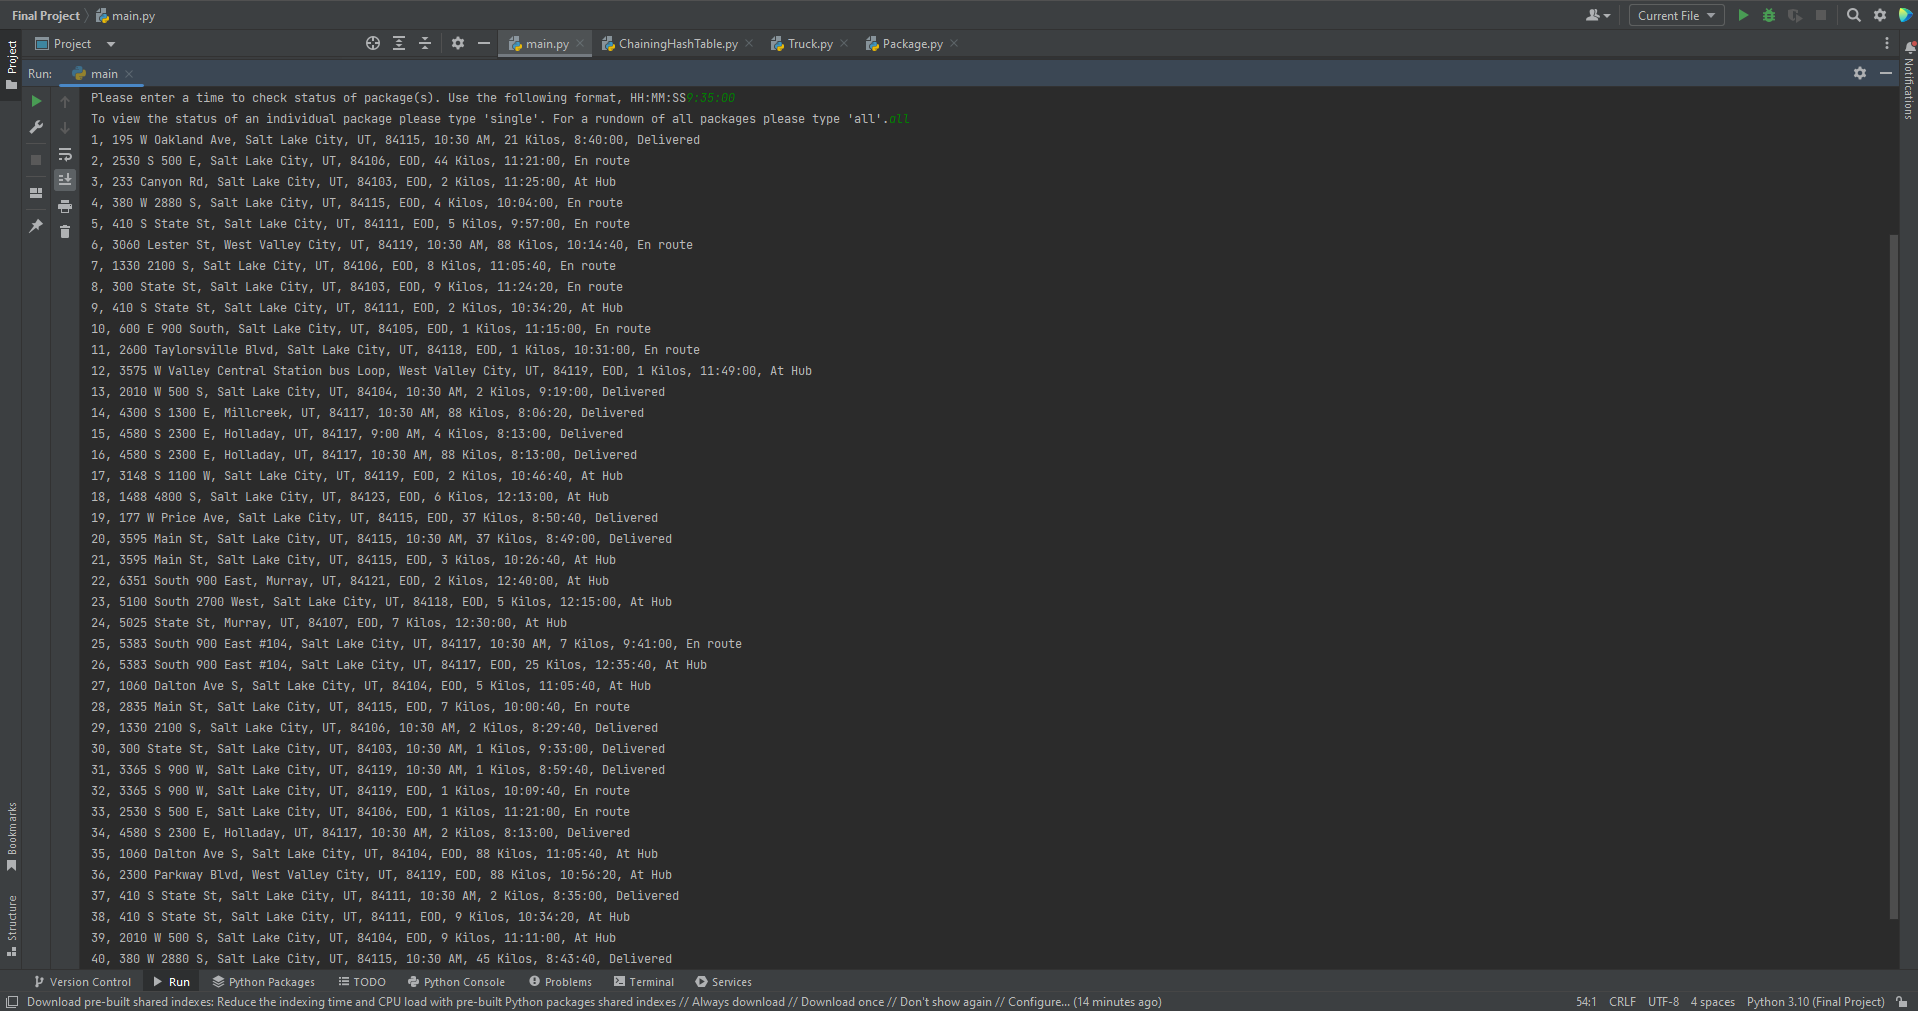 Final Project main.py Current File
Project main.py ChainingHashTable.py Truck.py Package.py
Run: main
Please enter a time to check status of package(s). Use the following format, HH:MM:SS9:35:00
To view the status of an individual package please type 'single'. For a rundown of all packages please type 'all'.all
1, 195 W Oakland Ave, Salt Lake City, UT, 84115, 10:30 AM, 21 Kilos, 8:40:00, Delivered
2, 2530 S 500 E, Salt Lake City, UT, 84106, EOD, 44 Kilos, 11:21:00, En route
3, 233 Canyon Rd, Salt Lake City, UT, 84103, EOD, 2 Kilos, 11:25:00, At Hub
4, 380 W 2880 S, Salt Lake City, UT, 84115, EOD, 4 Kilos, 10:04:00, En route
5, 410 S State St, Salt Lake City, UT, 84111, EOD, 5 Kilos, 9:57:00, En route
6, 3060 Lester St, West Valley City, UT, 84119, 10:30 AM, 88 Kilos, 10:14:40, En route
7, 1330 2100 S, Salt Lake City, UT, 84106, EOD, 8 Kilos, 11:05:40, En route
8, 300 State St, Salt Lake City, UT, 84103, EOD, 9 Kilos, 11:24:20, En route
9, 410 S State St, Salt Lake City, UT, 84111, EOD, 2 Kilos, 10:34:20, At Hub
10, 600 E 900 South, Salt Lake City, UT, 84105, EOD, 1 Kilos, 11:15:00, En route
11, 2600 Taylorsville Blvd, Salt Lake City, UT, 84118, EOD, 1 Kilos, 10:31:00, En route
12, 3575 W Valley Central Station bus Loop, West Valley City, UT, 84119, EOD, 1 Kilos, 11:49:00, At Hub
13, 2010 W 500 S, Salt Lake City, UT, 84104, 10:30 AM, 2 Kilos, 9:19:00, Delivered
14, 4300 S 1300 E, Millcreek, UT, 84117, 10:30 AM, 88 Kilos, 8:06:20, Delivered
15, 4580 S 2300 E, Holladay, UT, 84117, 9:00 AM, 4 Kilos, 8:13:00, Delivered
16, 4580 S 2300 E, Holladay, UT, 84117, 10:30 AM, 88 Kilos, 8:13:00, Delivered
17, 3148 S 1100 W, Salt Lake City, UT, 84119, EOD, 2 Kilos, 10:46:40, At Hub
18, 1488 4800 S, Salt Lake City, UT, 84123, EOD, 6 Kilos, 12:13:00, At Hub
19, 177 W Price Ave, Salt Lake City, UT, 84115, EOD, 37 Kilos, 8:50:40, Delivered
20, 3595 Main St, Salt Lake City, UT, 84115, 10:30 AM, 37 Kilos, 8:49:00, Delivered
21, 3595 Main St, Salt Lake City, UT, 84115, EOD, 3 Kilos, 10:26:40, At Hub
22, 6351 South 900 East, Murray, UT, 84121, EOD, 2 Kilos, 12:40:00, At Hub
23, 5100 South 2700 West, Salt Lake City, UT, 84118, EOD, 5 Kilos, 12:15:00, At Hub
24, 5025 State St, Murray, UT, 84107, EOD, 7 Kilos, 12:30:00, At Hub
25, 5383 South 900 East #104, Salt Lake City, UT, 84117, 10:30 AM, 7 Kilos, 9:41:00, En route
26, 5383 South 900 East #104, Salt Lake City, UT, 84117, EOD, 25 Kilos, 12:35:40, At Hub
27, 1060 Dalton Ave S, Salt Lake City, UT, 84104, EOD, 5 Kilos, 11:05:40, At Hub
28, 2835 Main St, Salt Lake City, UT, 84115, EOD, 7 Kilos, 10:00:40, En route
29, 1330 2100 S, Salt Lake City, UT, 84106, 10:30 AM, 2 Kilos, 8:29:40, Delivered
30, 300 State St, Salt Lake City, UT, 84103, 10:30 AM, 1 Kilos, 9:33:00, Delivered
31, 3365 S 900 W, Salt Lake City, UT, 84119, 10:30 AM, 1 Kilos, 8:59:40, Delivered
32, 3365 S 900 W, Salt Lake City, UT, 84119, EOD, 1 Kilos, 10:09:40, En route
33, 2530 S 500 E, Salt Lake City, UT, 84106, EOD, 1 Kilos, 11:21:00, En route
34, 4580 S 2300 E, Holladay, UT, 84117, 10:30 AM, 2 Kilos, 8:13:00, Delivered
35, 1060 Dalton Ave S, Salt Lake City, UT, 84104, EOD, 88 Kilos, 11:05:40, At Hub
36, 2300 Parkway Blvd, West Valley City, UT, 84119, EOD, 88 Kilos, 10:56:20, At Hub
37, 410 S State St, Salt Lake City, UT, 84111, 10:30 AM, 2 Kilos, 8:35:00, Delivered
38, 410 S State St, Salt Lake City, UT, 84111, EOD, 9 Kilos, 10:34:20, At Hub
39, 2010 W 500 S, Salt Lake City, UT, 84104, EOD, 9 Kilos, 11:11:00, At Hub
40, 380 W 2880 S, Salt Lake City, UT, 84115, 10:30 AM, 45 Kilos, 8:43:40, Delivered
Project
Bookmarks
Structure
Notifications
Version Control Run Python Packages TODO Python Console Problems Terminal Services
Download pre-built shared indexes: Reduce the indexing time and CPU load with pre-built Python packages shared indexes // Always download // Download once // Don't show again // Configure... (14 minutes ago) 54:1 CRLF UTF-8 4 spaces Python 3.10 (Final Project)